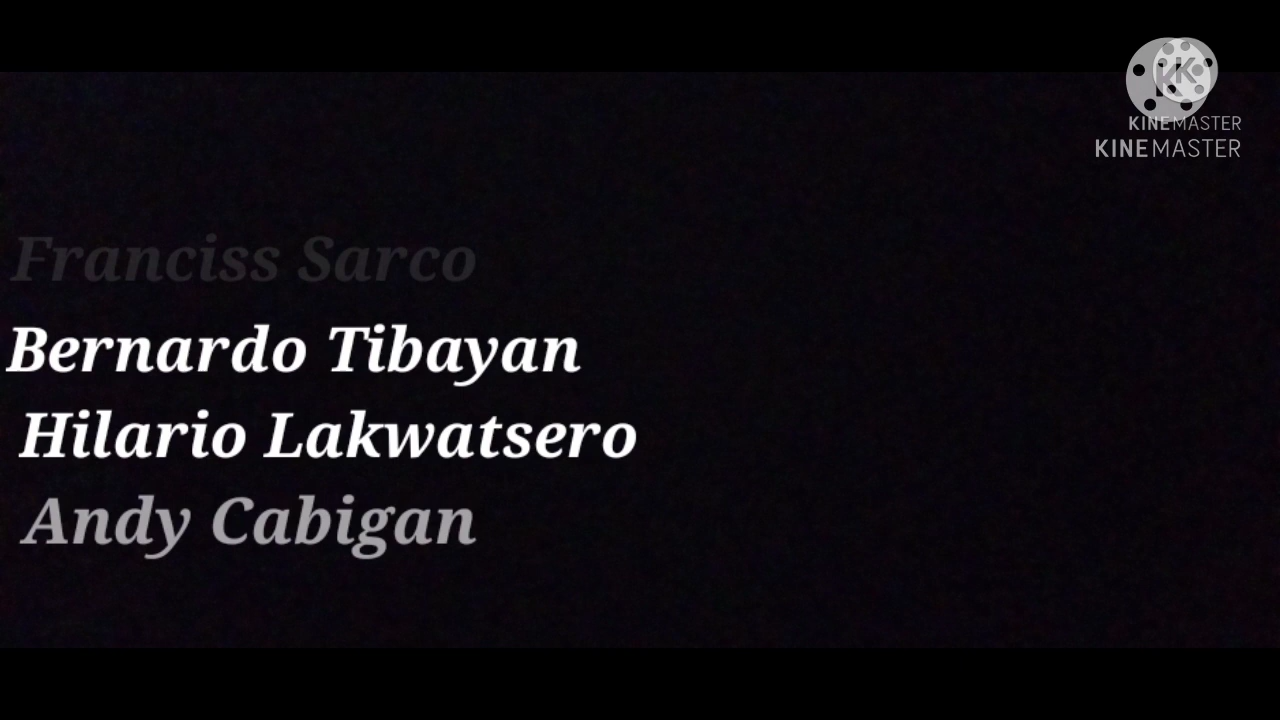 KINEMASTER
KINEMASTER
Franciss Sarco
Bernardo Tibayan
Hilario Lakwatsero
Andy Cabigan